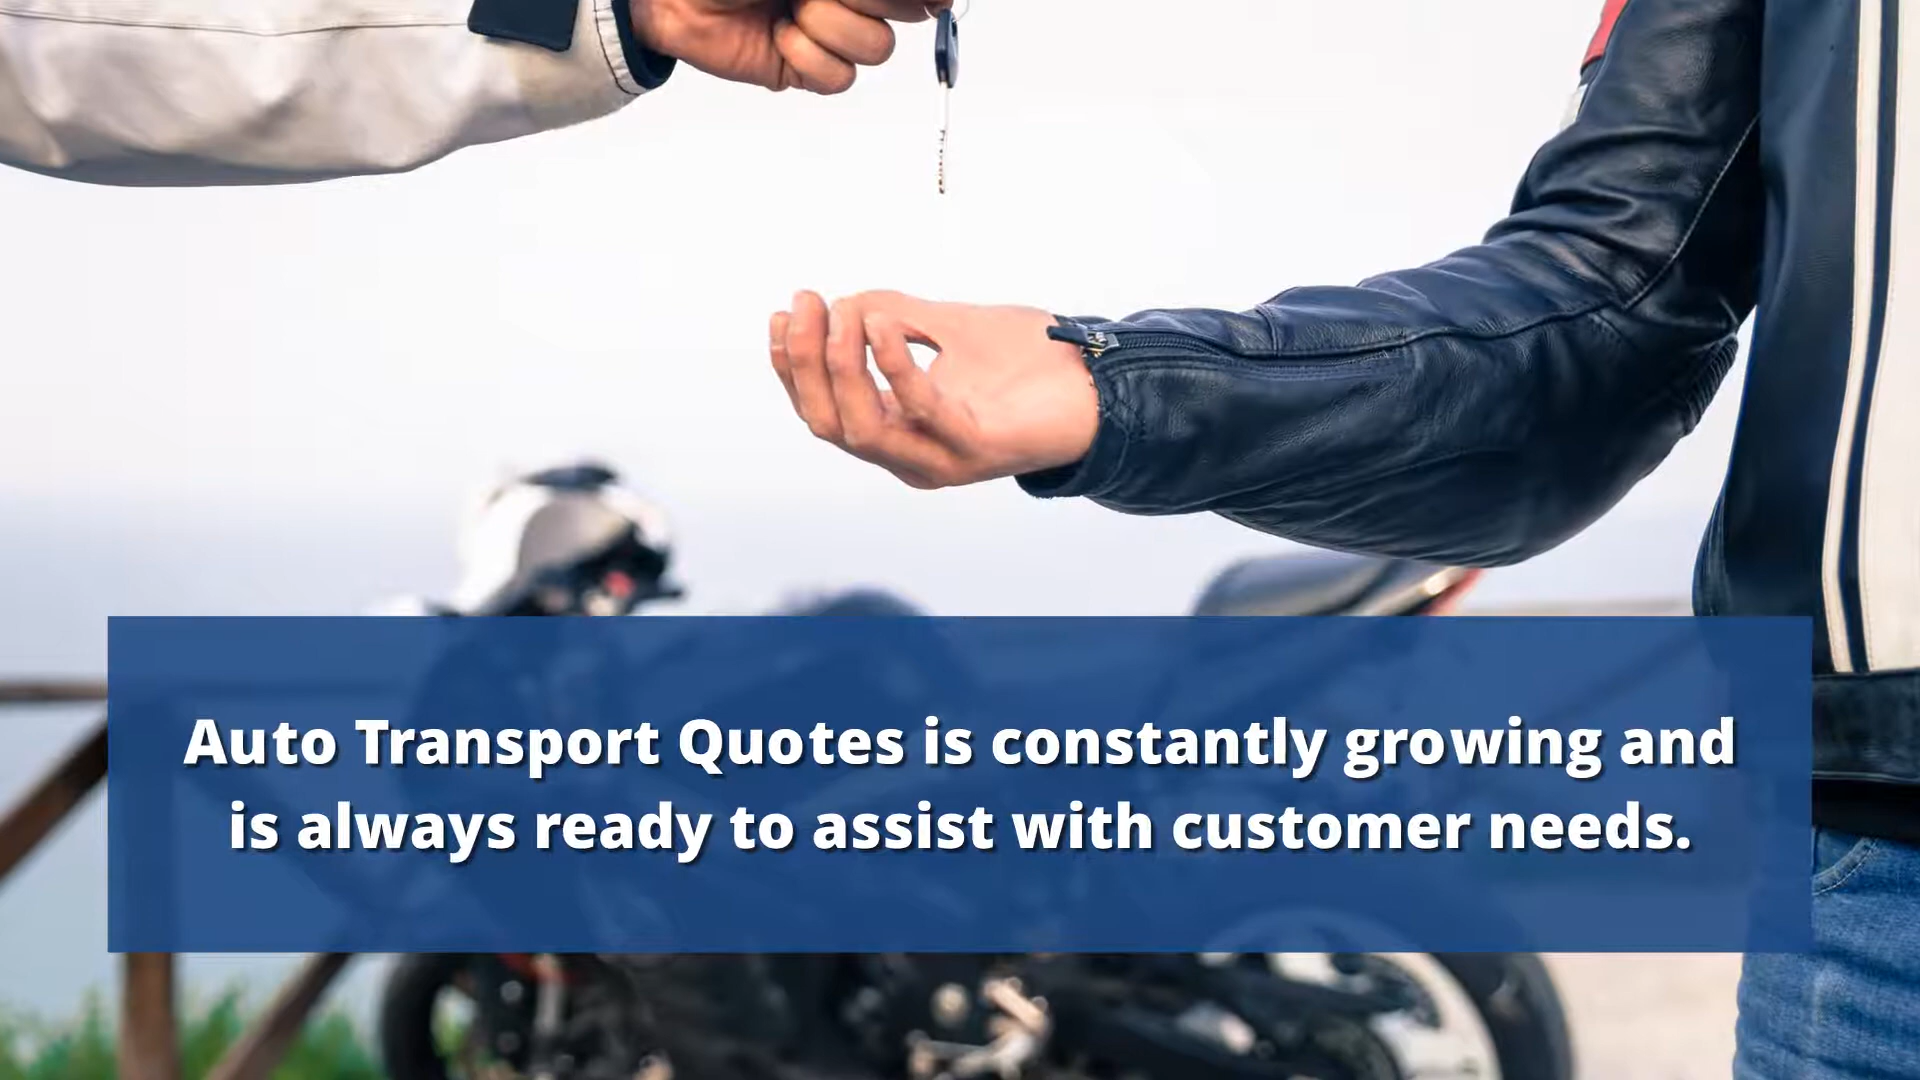 Auto Transport Quotes is constantly growing and
is always ready to assist with customer needs.